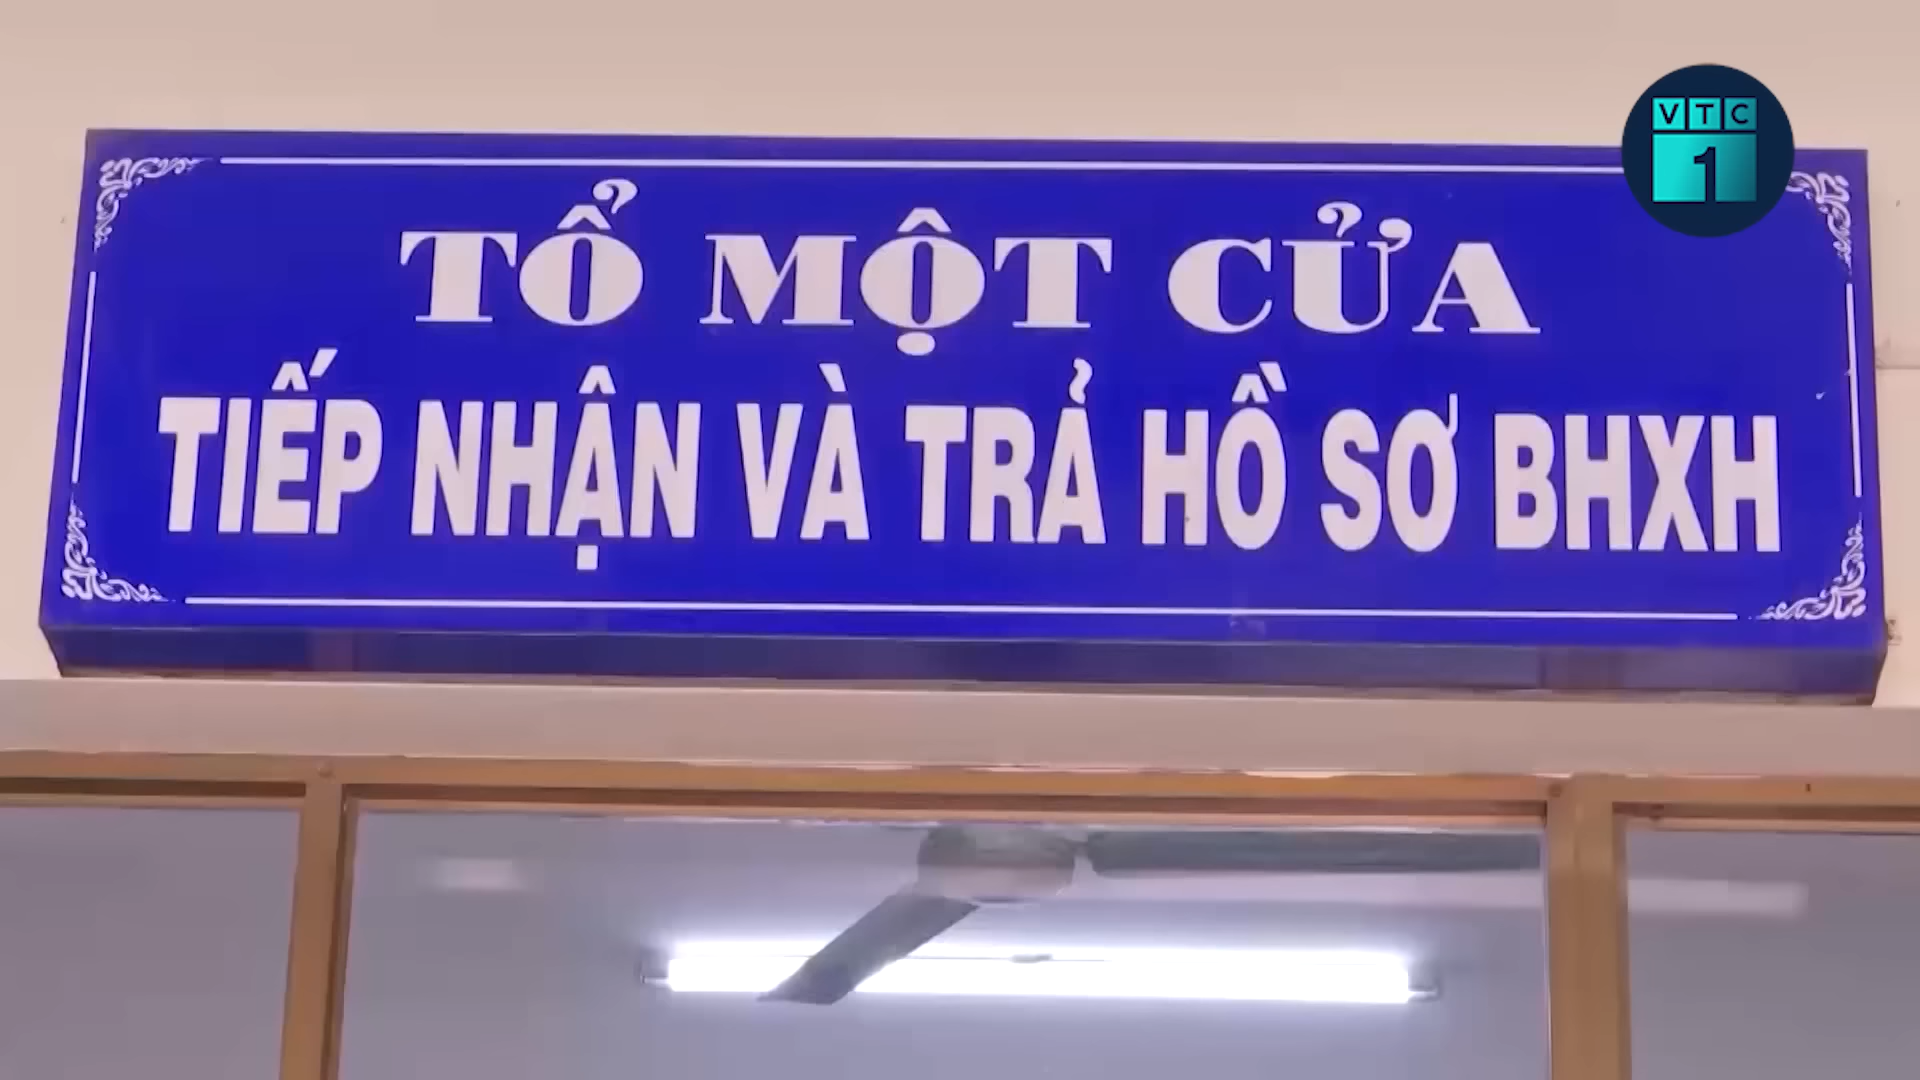 VTC
1
TỔ MỘT CỬA
TIẾP NHẬN VÀ TRẢ HỒ SƠ BHXH